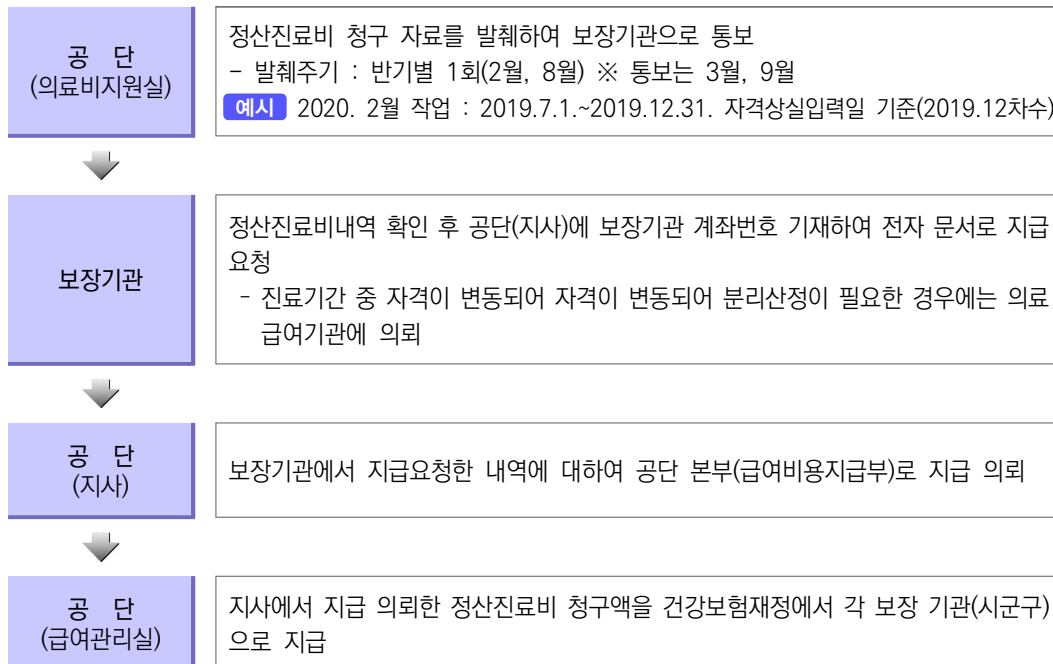 공 단
(의료비지원실)
정산진료비 청구 자료를 발췌하여 보장기관으로 통보
- 발췌주기 : 반기별 1회(2월, 8월) ※ 통보는 3월, 9월
예시 2020. 2월 작업 : 2019.7.1.~2019.12.31. 자격상실입력일 기준(2019.12차수)
보장기관
정산진료비내역 확인 후 공단(지사)에 보장기관 계좌번호 기재하여 전자 문서로 지급
요청
- 진료기간 중 자격이 변동되어 자격이 변동되어 분리산정이 필요한 경우에는 의료
급여기관에 의뢰
공 단
(지사)
보장기관에서 지급요청한 내역에 대하여 공단 본부(급여비용지급부)로 지급 의뢰
공 단
(급여관리실)
지사에서 지급 의뢰한 정산진료비 청구액을 건강보험재정에서 각 보장 기관(시군구)
으로 지급